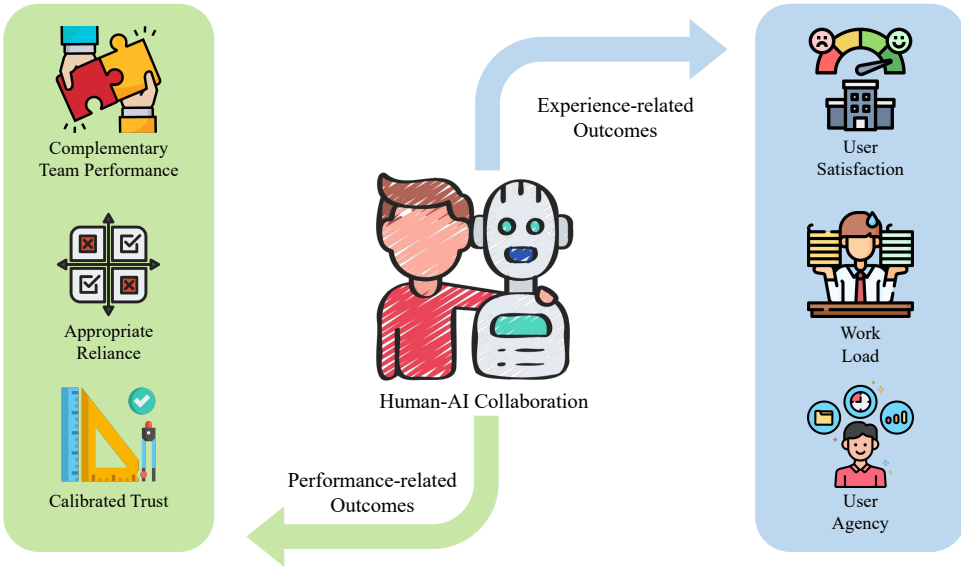 Complementary
Team Performance
Appropriate
Reliance
Calibrated Trust
Experience-related
Outcomes
Human-AI Collaboration
Performance-related
Outcomes
User
Satisfaction
Work
Load
User
Agency